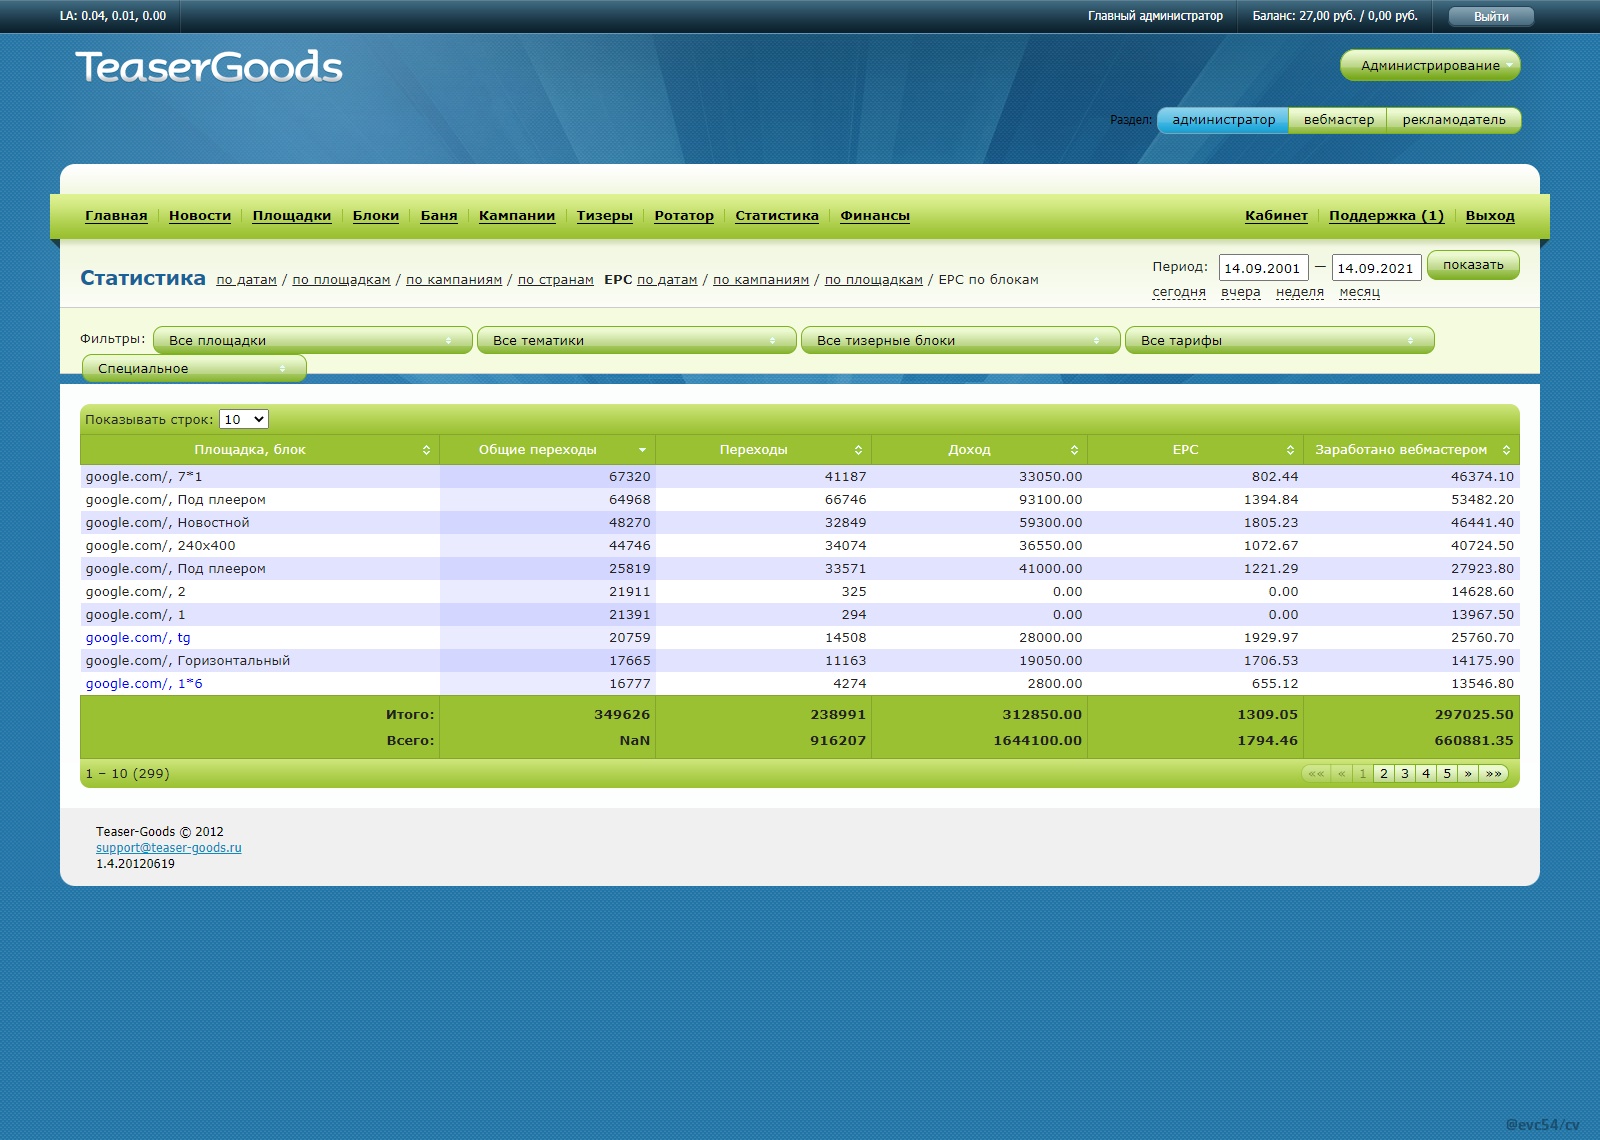 LA: 0.04, 0.01, 0.00 Главный администратор Баланс: 27,00 руб. / 0,00 руб. Выйти
TeaserGoods
Администрирование
Раздел: администратор вебмастер рекламодатель
Главная Новости Площадки Блоки Баня Кампании Тизеры Ротатор Статистика Финансы Кабинет Поддержка (1) Выход
Статистика по датам / по площадкам / по кампаниям / по странам EPC по датам / по кампаниям / по площадкам / EPC по блокам
Период: 14.09.2001 — 14.09.2021 показать
сегодня вчера неделя месяц
Фильтры: Все площадки Все тематики Все тизерные блоки Все тарифы
Специальное
Показывать строк: 10
Площадка, блок Общие переходы Переходы Доход EPC Заработано вебмастером
google.com/, 7*1 67320 41187 33050.00 802.44 46374.10
google.com/, Под плеером 64968 66746 93100.00 1394.84 53482.20
google.com/, Новостной 48270 32849 59300.00 1805.23 46441.40
google.com/, 240x400 44746 34074 36550.00 1072.67 40724.50
google.com/, Под плеером 25819 33571 41000.00 1221.29 27923.80
google.com/, 2 21911 325 0.00 0.00 14628.60
google.com/, 1 21391 294 0.00 0.00 13967.50
google.com/, tg 20759 14508 28000.00 1929.97 25760.70
google.com/, Горизонтальный 17665 11163 19050.00 1706.53 14175.90
google.com/, 1*6 16777 4274 2800.00 655.12 13546.80
Итого: 349626 238991 312850.00 1309.05 297025.50
Всего: NaN 916207 1644100.00 1794.46 660881.35
1 – 10 (299) «« « 1 2 3 4 5 » »»
Teaser-Goods © 2012
support@teaser-goods.ru
1.4.20120619
@evc54/cv